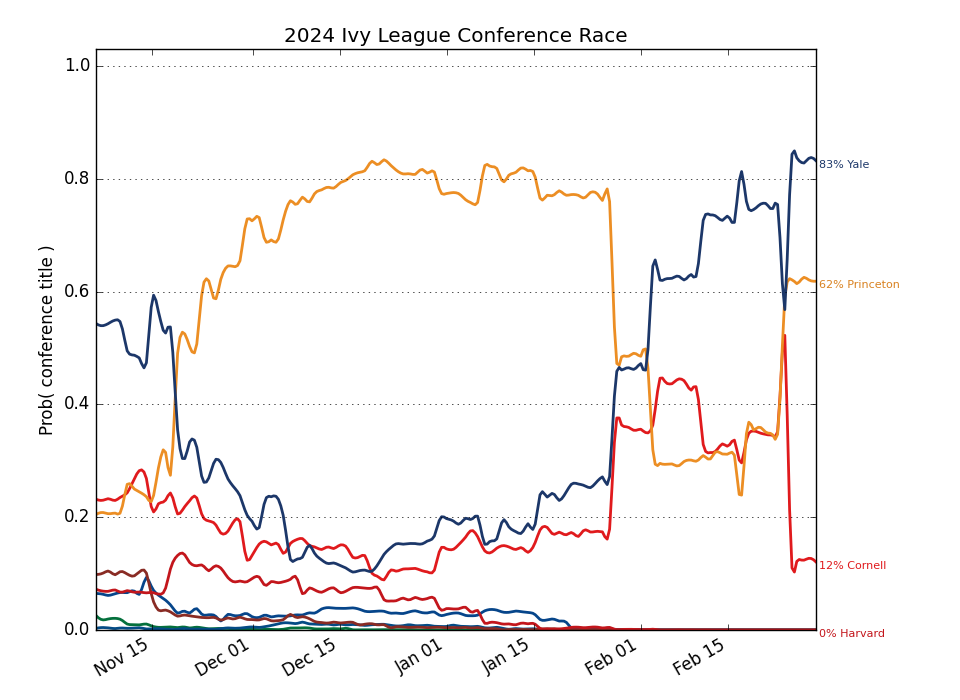 2024 Ivy League Conference Race
Prob( conference title )
1.0
0.8
0.6
0.4
0.2
0.0
Nov 15
Dec 01
Dec 15
Jan 01
Jan 15
Feb 01
Feb 15
83% Yale
62% Princeton
12% Cornell
0% Harvard